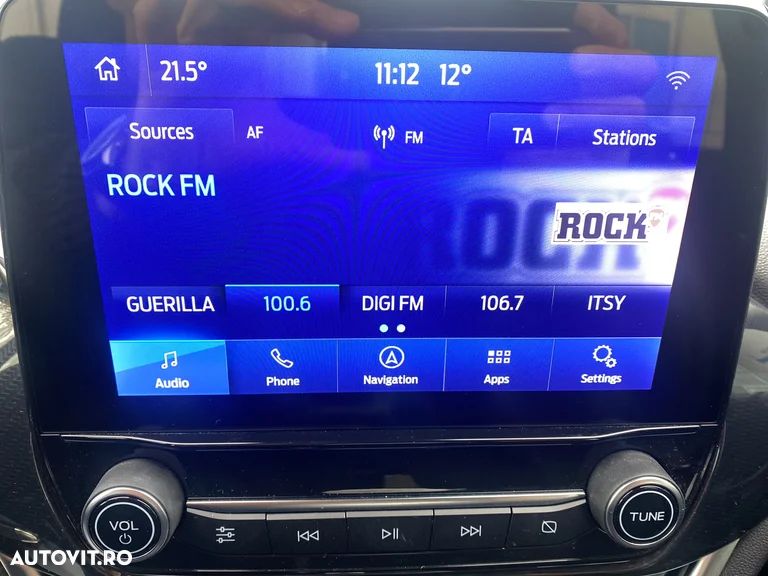 21.5° 11:12 12°
Sources AF FM TA Stations
ROCK FM
ROCK
ROCK
GUERILLA 100.6 DIGI FM 106.7 ITSY
Audio Phone Navigation Apps Settings
VOL TUNE
AUTOVIT.RO